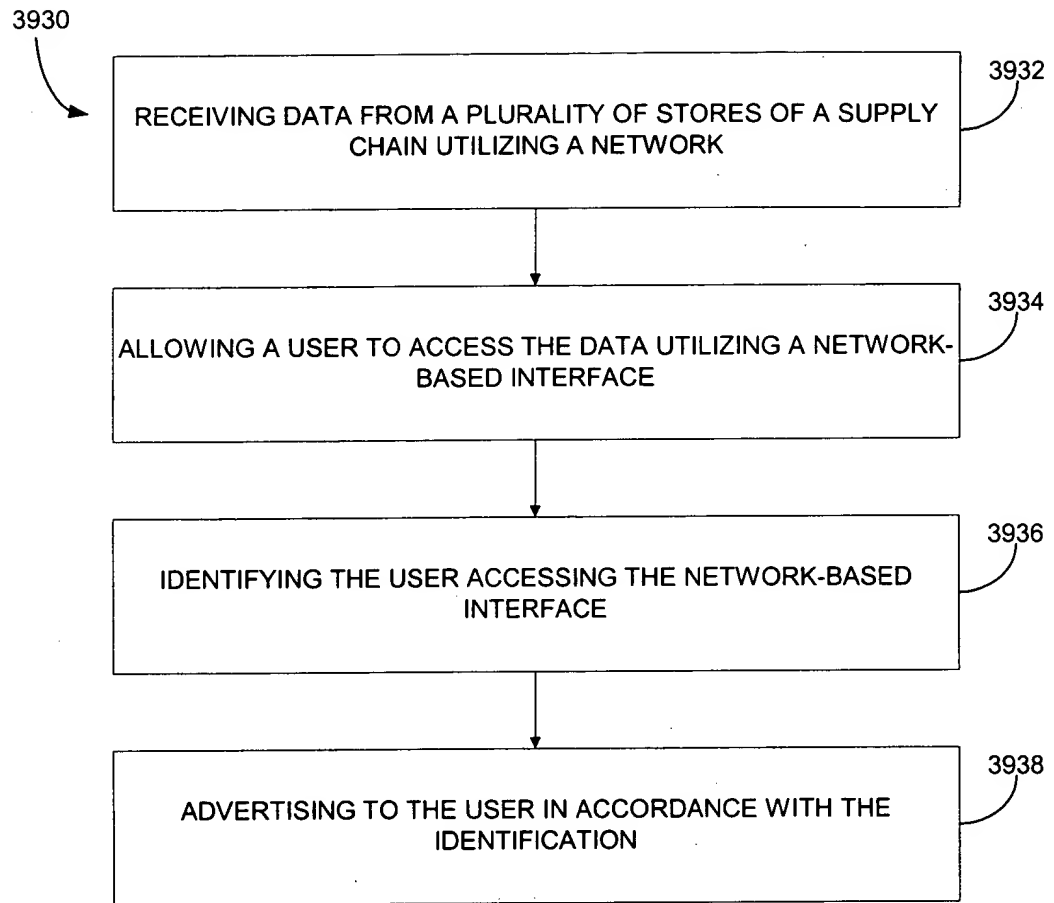 3930
3932
RECEIVING DATA FROM A PLURALITY OF STORES OF A SUPPLY
CHAIN UTILIZING A NETWORK
3934
ALLOWING A USER TO ACCESS THE DATA UTILIZING A NETWORK-
BASED INTERFACE
3936
IDENTIFYING THE USER ACCESSING THE NETWORK-BASED
INTERFACE
3938
ADVERTISING TO THE USER IN ACCORDANCE WITH THE
IDENTIFICATION